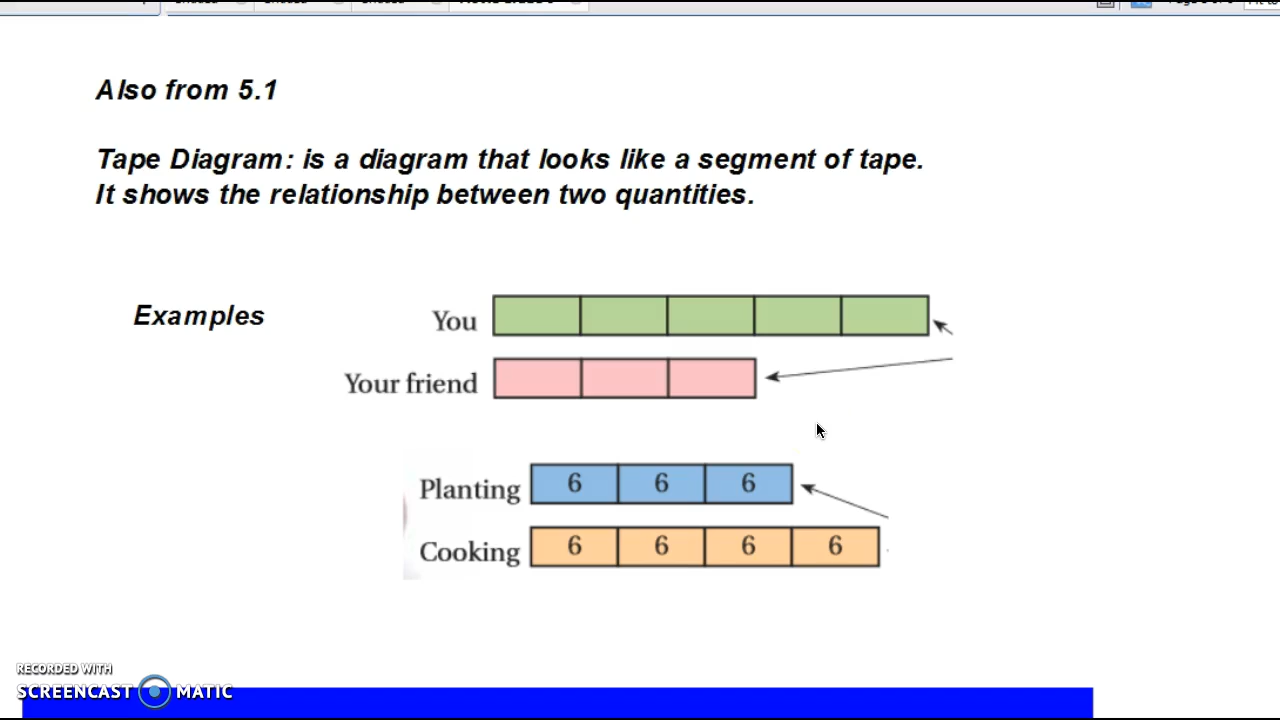 Also from 5.1
Tape Diagram: is a diagram that looks like a segment of tape.
It shows the relationship between two quantities.
Examples
You
Your friend
Planting 6 6 6
Cooking 6 6 6 6
RECORDED WITH
SCREENCAST MATIC